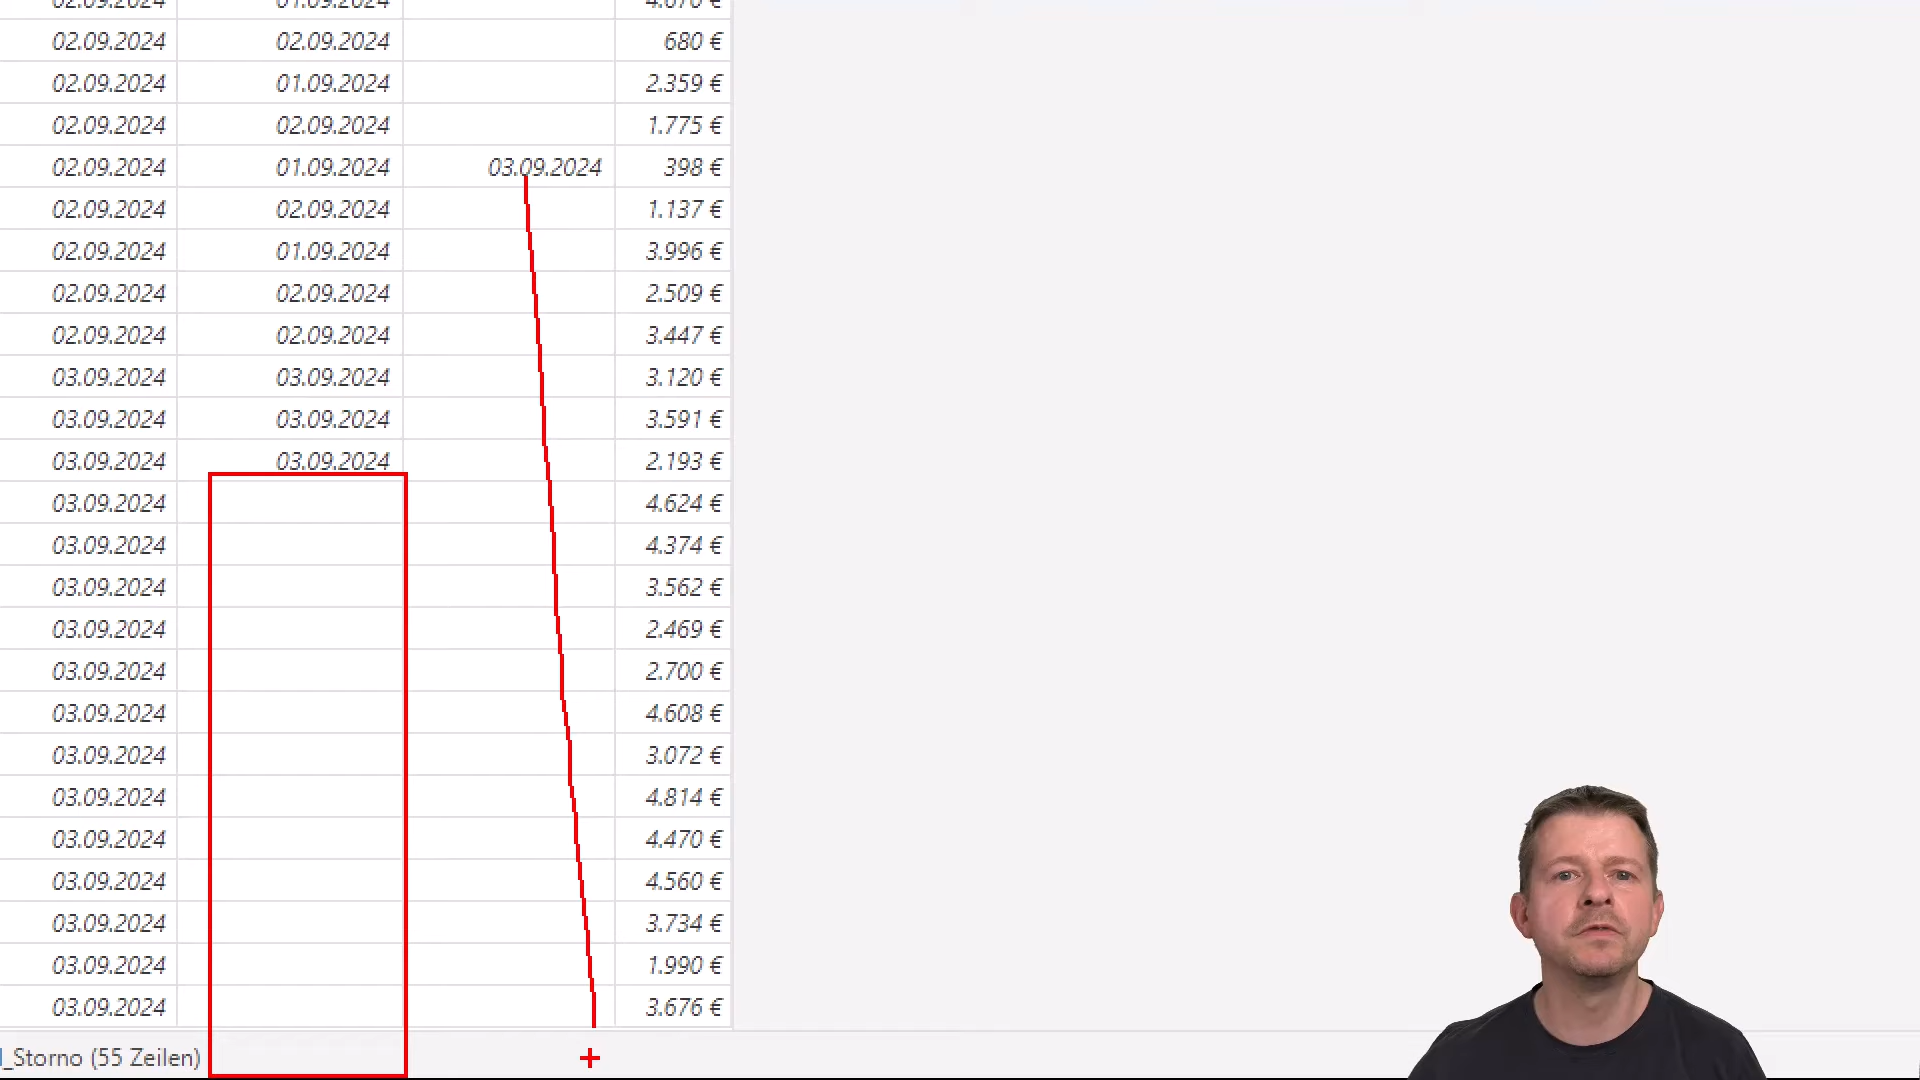 02.09.2024 01.09.2024 4.670 €
02.09.2024 02.09.2024 680 €
02.09.2024 01.09.2024 2.359 €
02.09.2024 02.09.2024 1.775 €
02.09.2024 01.09.2024 03.09.2024 398 €
02.09.2024 02.09.2024 1.137 €
02.09.2024 01.09.2024 3.996 €
02.09.2024 02.09.2024 2.509 €
02.09.2024 02.09.2024 3.447 €
03.09.2024 03.09.2024 3.120 €
03.09.2024 03.09.2024 3.591 €
03.09.2024 03.09.2024 2.193 €
03.09.2024 4.624 €
03.09.2024 4.374 €
03.09.2024 3.562 €
03.09.2024 2.469 €
03.09.2024 2.700 €
03.09.2024 4.608 €
03.09.2024 3.072 €
03.09.2024 4.814 €
03.09.2024 4.470 €
03.09.2024 4.560 €
03.09.2024 3.734 €
03.09.2024 1.990 €
03.09.2024 3.676 €
_Storno (55 Zeilen)